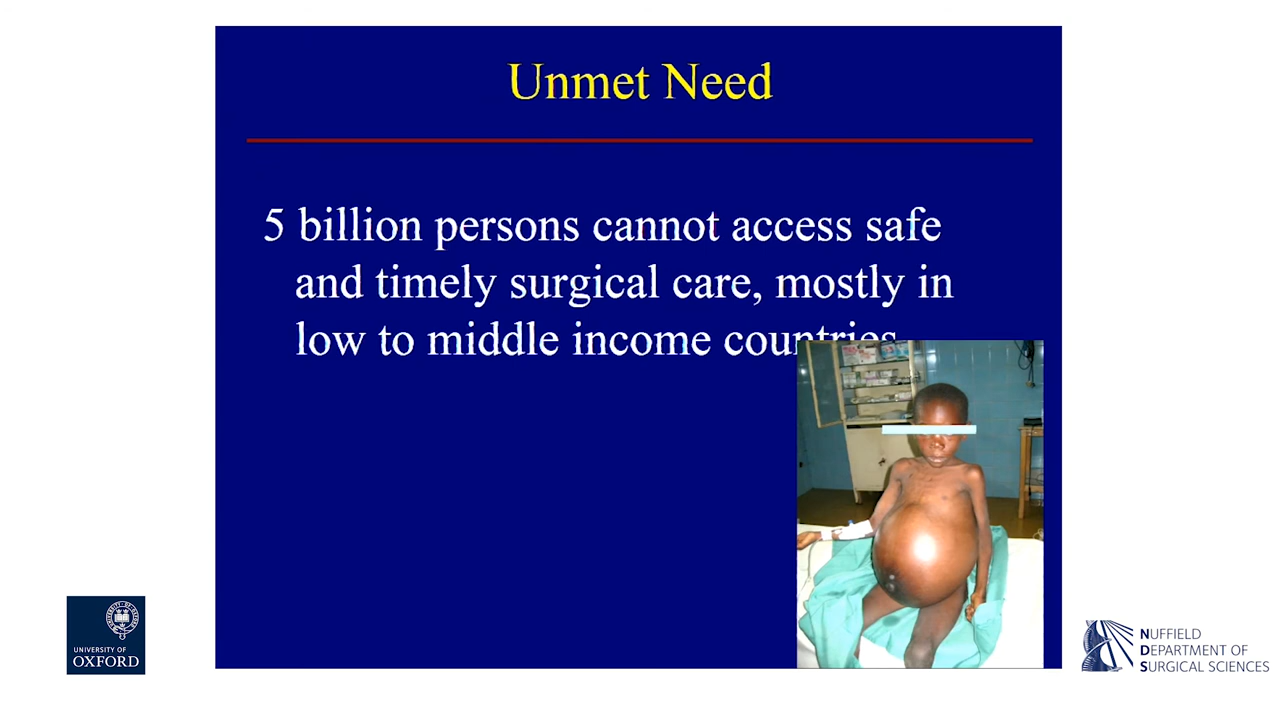 Unmet Need
5 billion persons cannot access safe
and timely surgical care, mostly in
low to middle income countries
UNIVERSITY OF
OXFORD
NUFFIELD
DEPARTMENT OF
SURGICAL SCIENCES